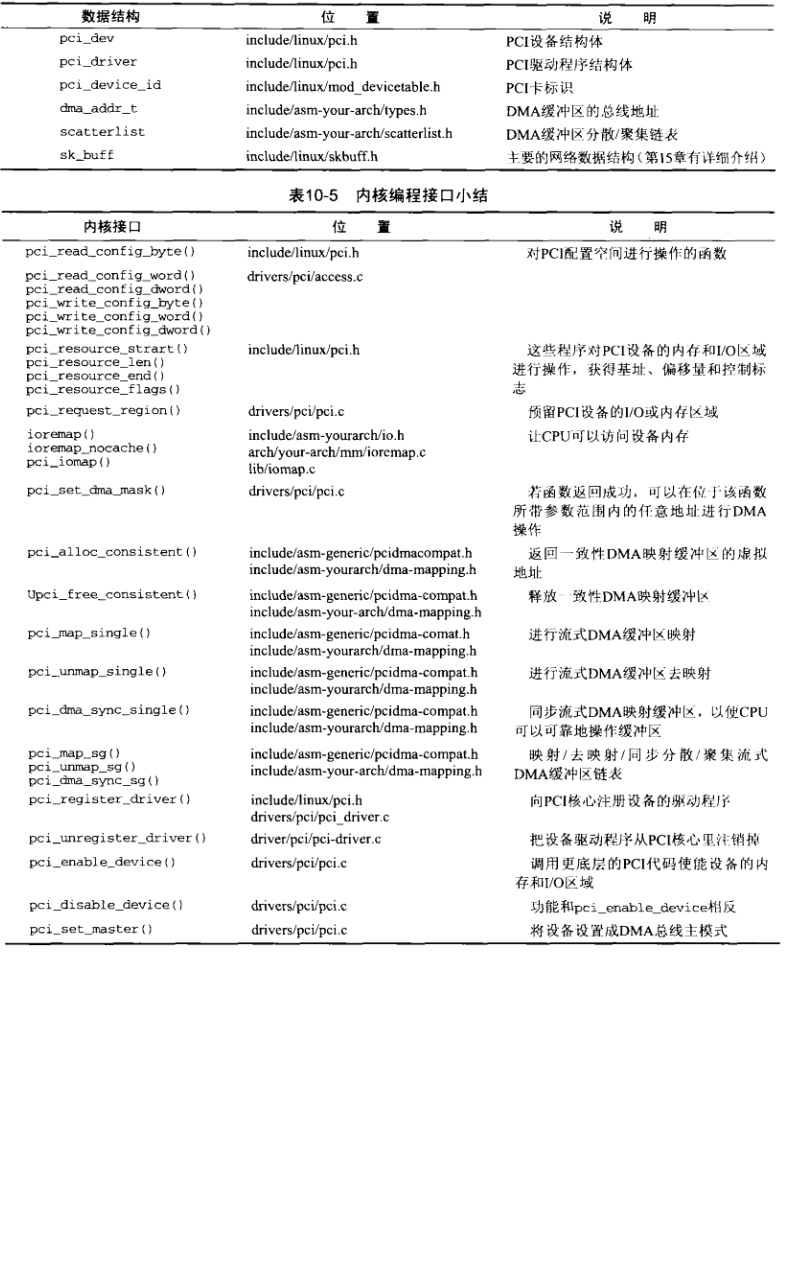 数据结构 位 置 说 明
pci_dev include/linux/pci.h PCI设备结构体
pci_driver include/linux/pci.h PCI驱动程序结构体
pci_device_id include/linux/mod_devicetable.h PCI卡标识
dma_addr_t include/asm-your-arch/types.h DMA缓冲区的总线地址
scatterlist include/asm-your-arch/scatterlist.h DMA缓冲区分散/聚集链表
sk_buff include/linux/skbuff.h 主要的网络数据结构(第15章有详细介绍)
表10-5 内核编程接口小结
内核接口 位 置 说 明
pci_read_config_byte() include/linux/pci.h 对PCI配置空间进行操作的函数
pci_read_config_word() drivers/pci/access.c
pci_read_config_dword()
pci_write_config_byte()
pci_write_config_word()
pci_write_config_dword()
pci_resource_strart() include/linux/pci.h 这些程序对PCI设备的内存和I/O区域
pci_resource_len() 进行操作，获得基址、偏移量和控制标
pci_resource_end() 志
pci_resource_flags()
pci_request_region() drivers/pci/pci.c 预留PCI设备的I/O或内存区域
ioremap() include/asm-yourarch/io.h 让CPU可以访问设备内存
ioremap_nocache() arch/your-arch/mm/ioremap.c
pci_iomap() lib/iomap.c
pci_set_dma_mask() drivers/pci/pci.c 若函数返回成功，可以在位于该函数
所带参数范围内的任意地址进行DMA
操作
pci_alloc_consistent() include/asm-generic/pcidmacompat.h 返回一致性DMA映射缓冲区的虚拟
include/asm-yourarch/dma-mapping.h 地址
Upci_free_consistent() include/asm-generic/pcidma-compat.h 释放一致性DMA映射缓冲区
include/asm-your-arch/dma-mapping.h
pci_map_single() include/asm-generic/pcidma-comat.h 进行流式DMA缓冲区映射
include/asm-yourarch/dma-mapping.h
pci_unmap_single() include/asm-generic/pcidma-compat.h 进行流式DMA缓冲区去映射
include/asm-yourarch/dma-mapping.h
pci_dma_sync_single() include/asm-generic/pcidma-compat.h 同步流式DMA映射缓冲区，以便CPU
include/asm-yourarch/dma-mapping.h 可以可靠地操作缓冲区
pci_map_sg() include/asm-generic/pcidma-compat.h 映射/去映射/同步分散/聚集流式
pci_unmap_sg() include/asm-your-arch/dma-mapping.h DMA缓冲区链表
pci_dma_sync_sg()
pci_register_driver() include/linux/pci.h 向PCI核心注册设备的驱动程序
drivers/pci/pci_driver.c
pci_unregister_driver() driver/pci/pci-driver.c 把设备驱动程序从PCI核心里注销掉
pci_enable_device() drivers/pci/pci.c 调用更底层的PCI代码使能设备的内
存和I/O区域
pci_disable_device() drivers/pci/pci.c 功能和pci_enable_device相反
pci_set_master() drivers/pci/pci.c 将设备设置成DMA总线主模式